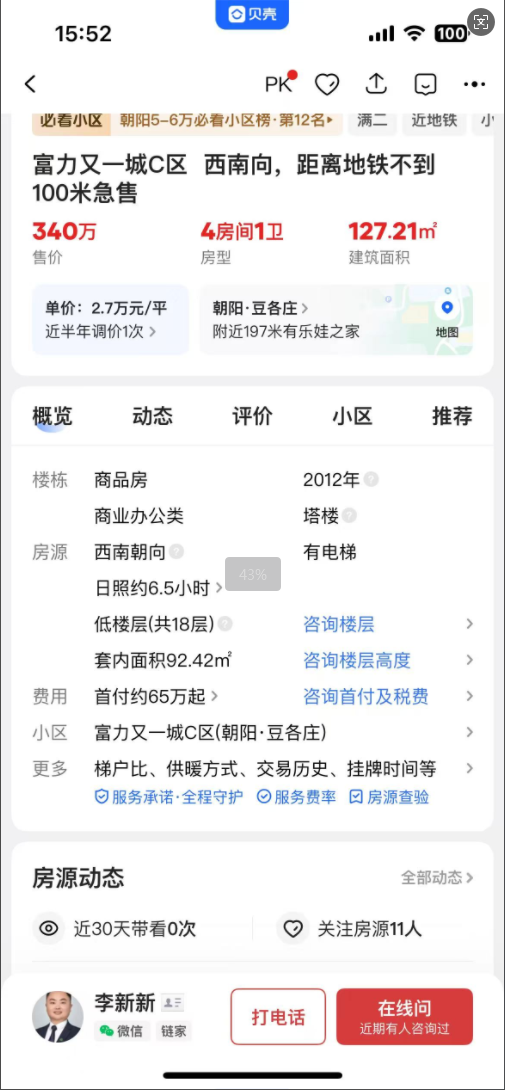 15:52
贝壳
100
PK
必看小区 朝阳5-6万必看小区榜·第12名 满二 近地铁
富力又一城C区 西南向，距离地铁不到
100米急售
340万 4房间1卫 127.21㎡
售价 房型 建筑面积
单价：2.7万元/平
近半年调价1次
朝阳·豆各庄
附近197米有乐娃之家
地图
概览 动态 评价 小区 推荐
楼栋 商品房 2012年
商业办公类 塔楼
房源 西南朝向 有电梯
43%
日照约6.5小时
低楼层(共18层) 咨询楼层
套内面积92.42㎡ 咨询楼层高度
费用 首付约65万起 咨询首付及税费
小区 富力又一城C区(朝阳·豆各庄)
更多 梯户比、供暖方式、交易历史、挂牌时间等
服务承诺·全程守护 服务费率 房源查验
房源动态 全部动态
近30天带看0次 关注房源11人
李新新
微信 链家
打电话
在线问
近期有人咨询过